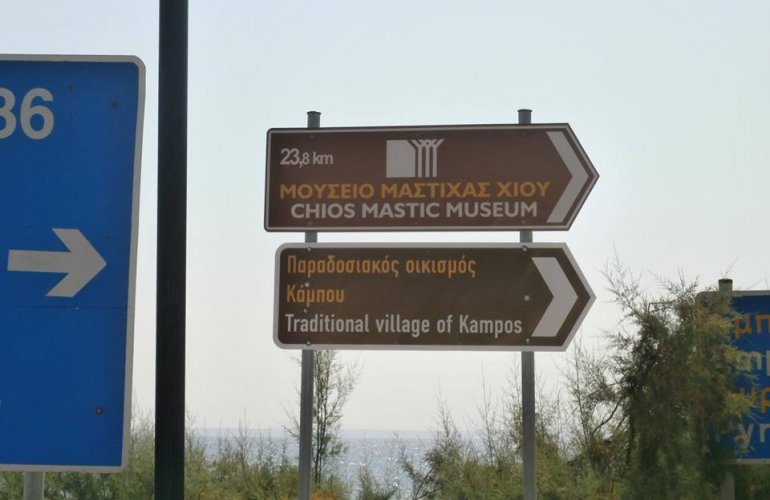 36
23,8 km
ΜΟΥΣΕΙΟ ΜΑΣΤΙΧΑΣ ΧΙΟΥ
CHIOS MASTIC MUSEUM
Παραδοσιακός οικισμός
Κάμπου
Traditional village of Kampos